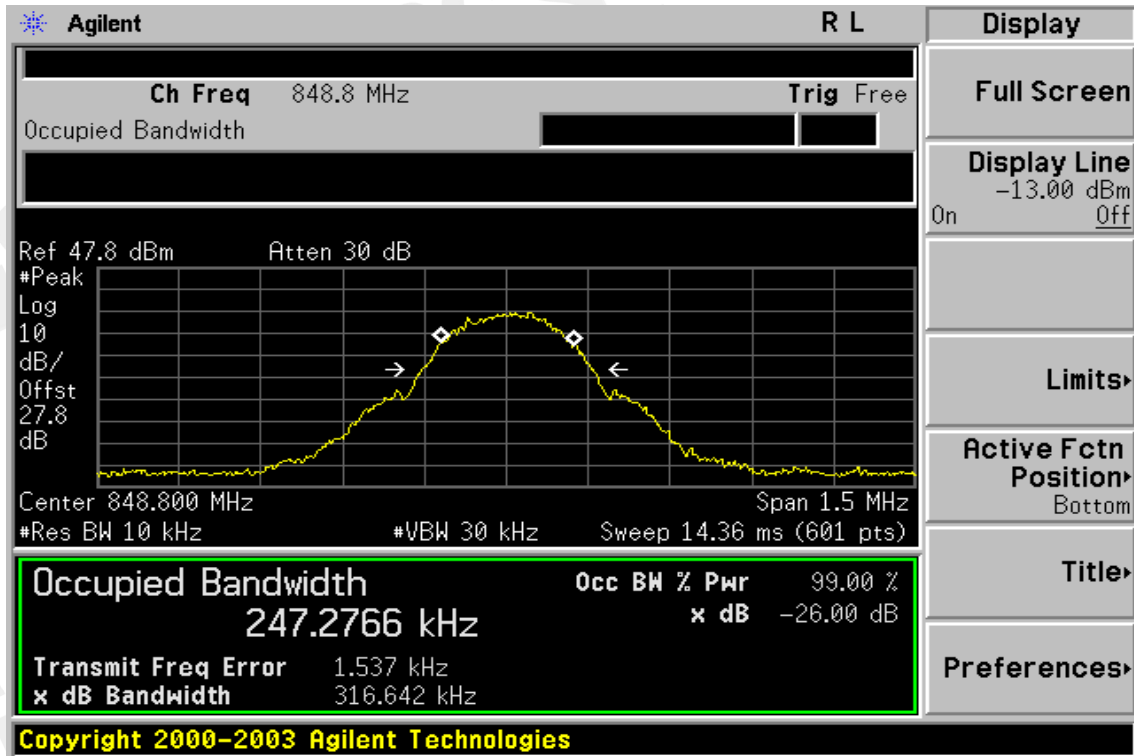 Agilent R L
Display
Ch Freq 848.8 MHz Trig Free
Occupied Bandwidth
Full Screen
Display Line
-13.00 dBm
On Off
Ref 47.8 dBm Atten 30 dB
#Peak
Log
10
dB/
Offst
27.8
dB
Center 848.800 MHz Span 1.5 MHz
#Res BW 10 kHz #VBW 30 kHz Sweep 14.36 ms (601 pts)
Limits
Active Fctn
Position
Bottom
Title
Preferences
Occupied Bandwidth
247.2766 kHz
Occ BW % Pwr 99.00 %
x dB -26.00 dB
Transmit Freq Error 1.537 kHz
x dB Bandwidth 316.642 kHz
Copyright 2000-2003 Agilent Technologies